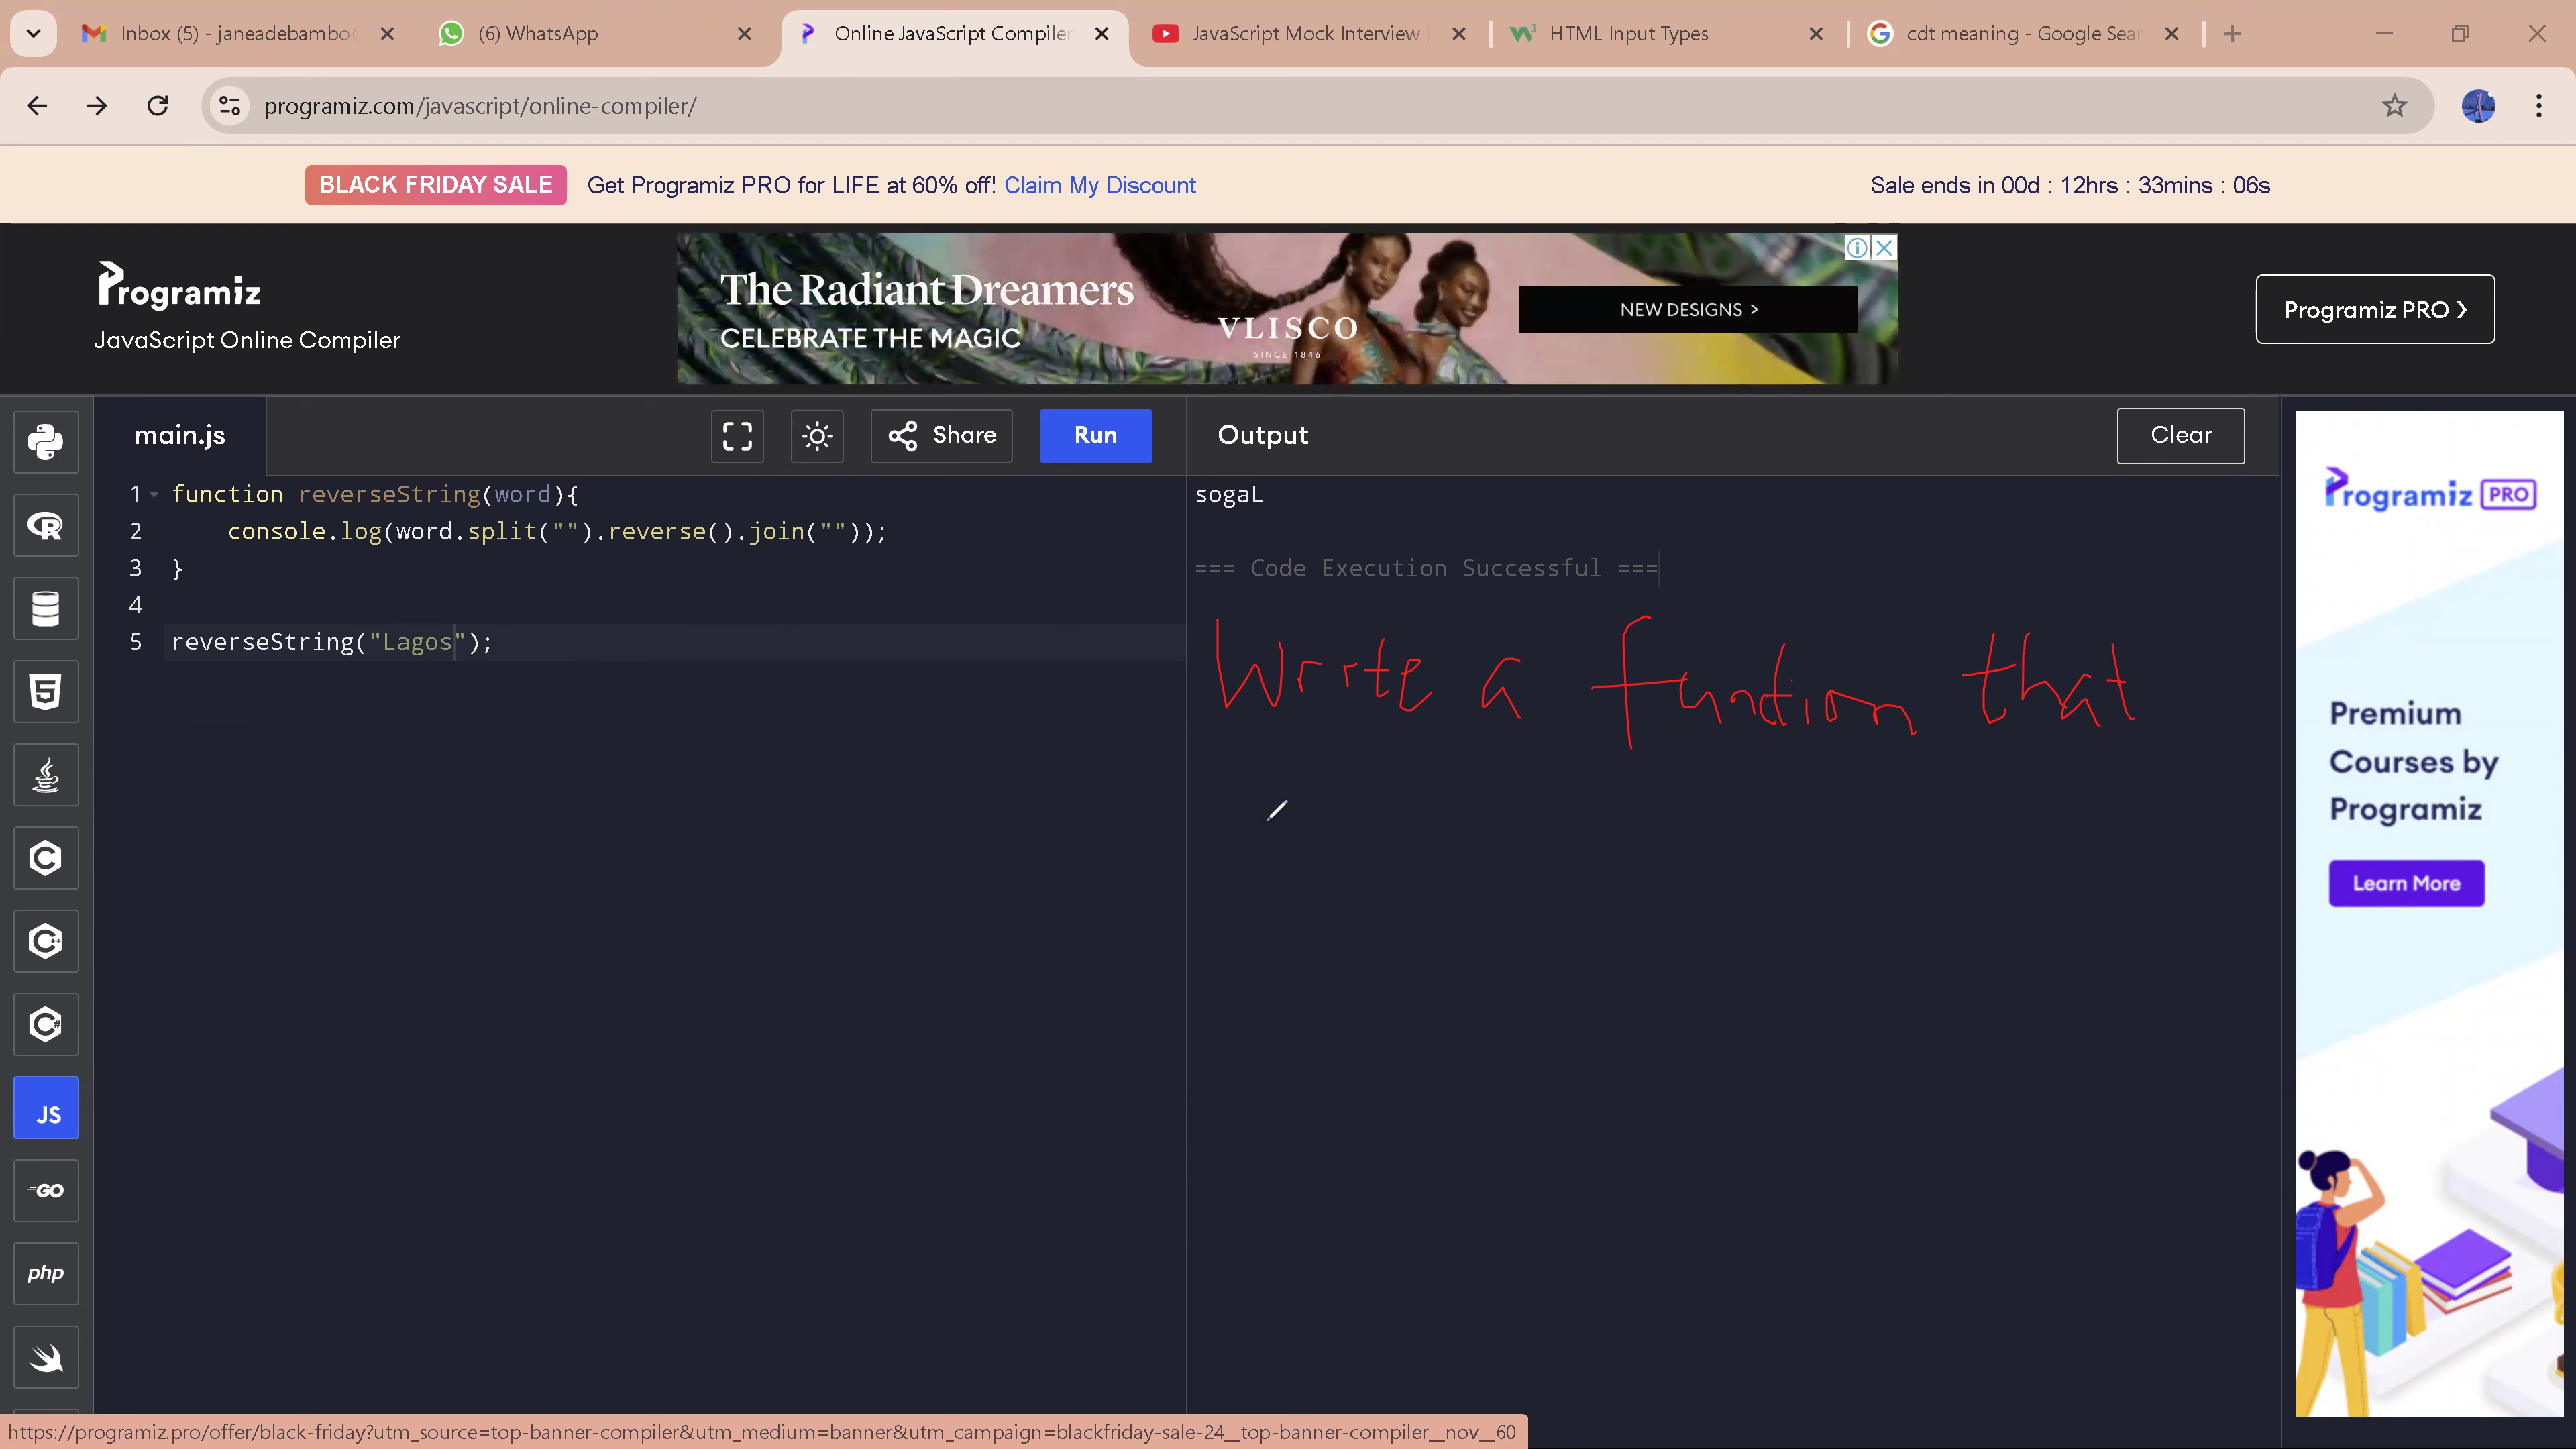 Inbox (5) - janeadebambo
(6) WhatsApp
Online JavaScript Compiler
JavaScript Mock Interview
HTML Input Types
cdt meaning - Google Sear
programiz.com/javascript/online-compiler/
BLACK FRIDAY SALE Get Programiz PRO for LIFE at 60% off! Claim My Discount Sale ends in 00d : 12hrs : 33mins : 06s
Programiz
JavaScript Online Compiler
The Radiant Dreamers
CELEBRATE THE MAGIC
VLISCO
SINCE 1846
NEW DESIGNS >
Programiz PRO >
main.js
Share
Run
Output
Clear
1 function reverseString(word){
2 console.log(word.split("").reverse().join(""));
3 }
4
5 reverseString("Lagos");
sogaL
=== Code Execution Successful ===
Write a function that
Programiz PRO
Premium
Courses by
Programiz
Learn More
JS
GO
php
https://programiz.pro/offer/black-friday?utm_source=top-banner-compiler&utm_medium=banner&utm_campaign=blackfriday-sale-24__top-banner-compiler__nov__60